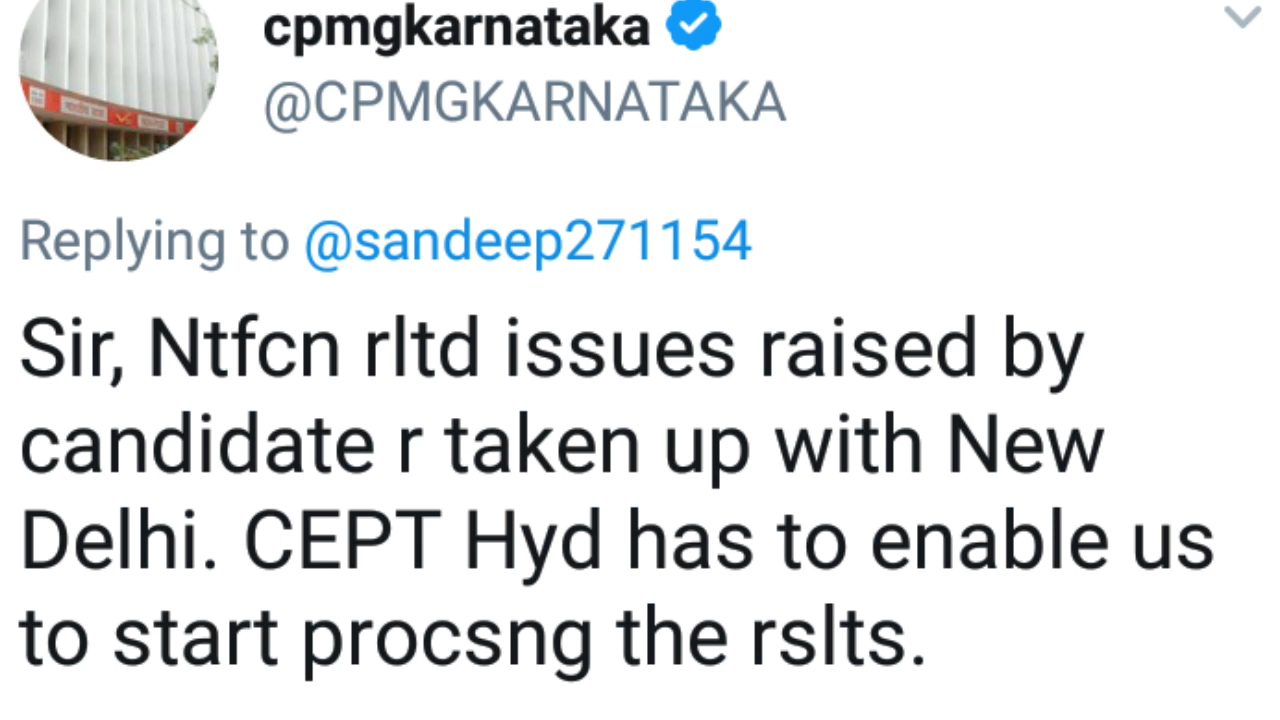 cpmgkarnataka
@CPMGKARNATAKA
Replying to @sandeep271154
Sir, Ntfcn rltd issues raised by
candidate r taken up with New
Delhi. CEPT Hyd has to enable us
to start procsng the rslts.